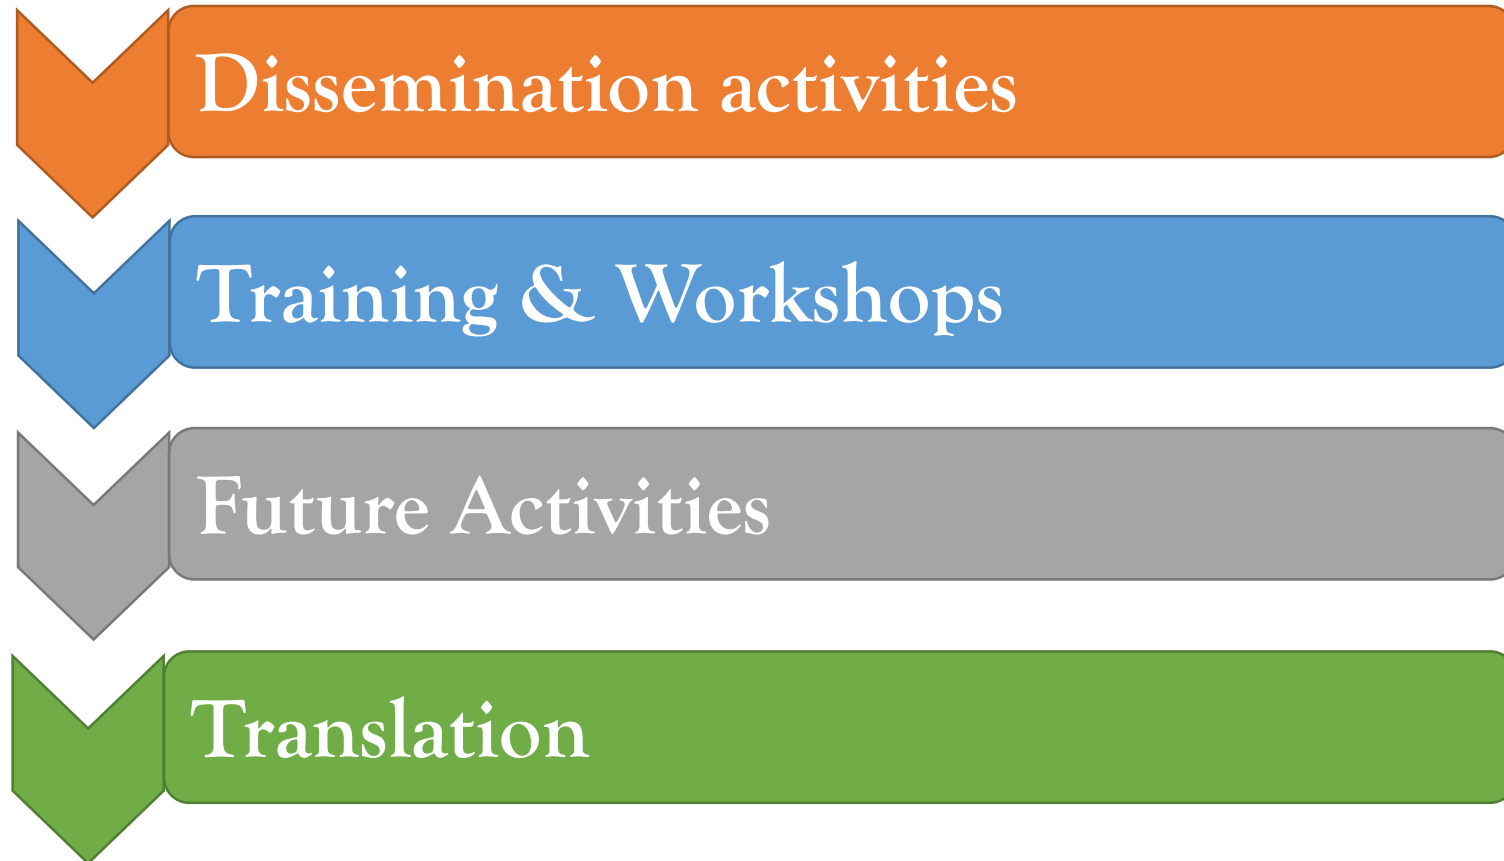 Dissemination activities
Training & Workshops
Future Activities
Translation